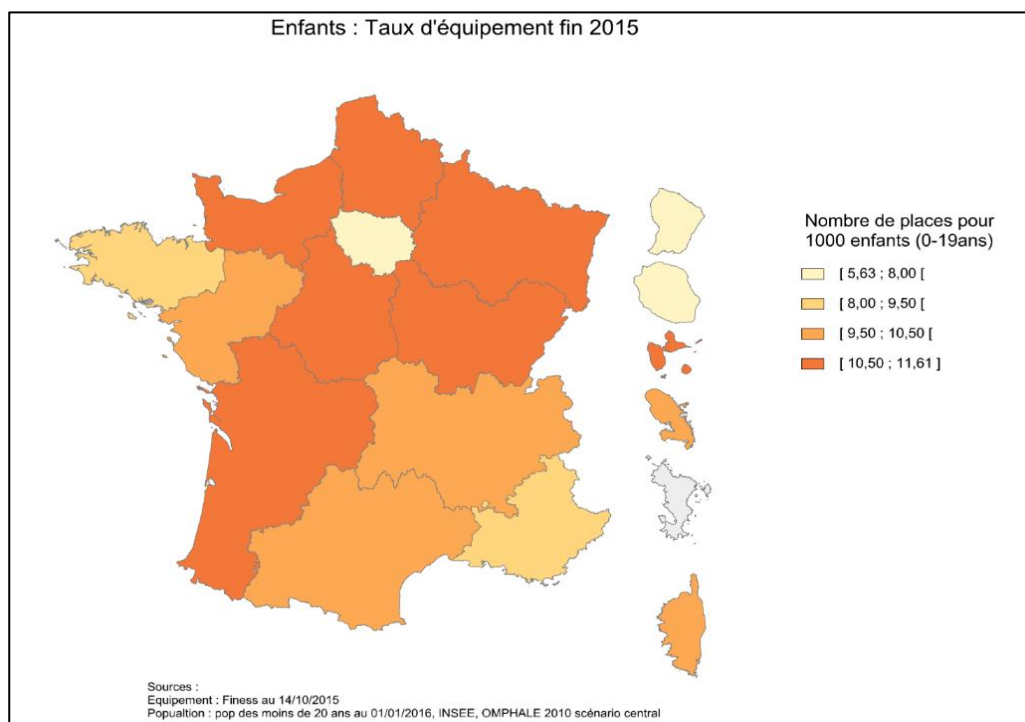 Enfants : Taux d'équipement fin 2015
Nombre de places pour
1000 enfants (0-19ans)
[ 5,63 ; 8,00 [
[ 8,00 ; 9,50 [
[ 9,50 ; 10,50 [
[ 10,50 ; 11,61 ]
Sources :
Equipement : Finess au 14/10/2015
Popualtion : pop des moins de 20 ans au 01/01/2016, INSEE, OMPHALE 2010 scénario central